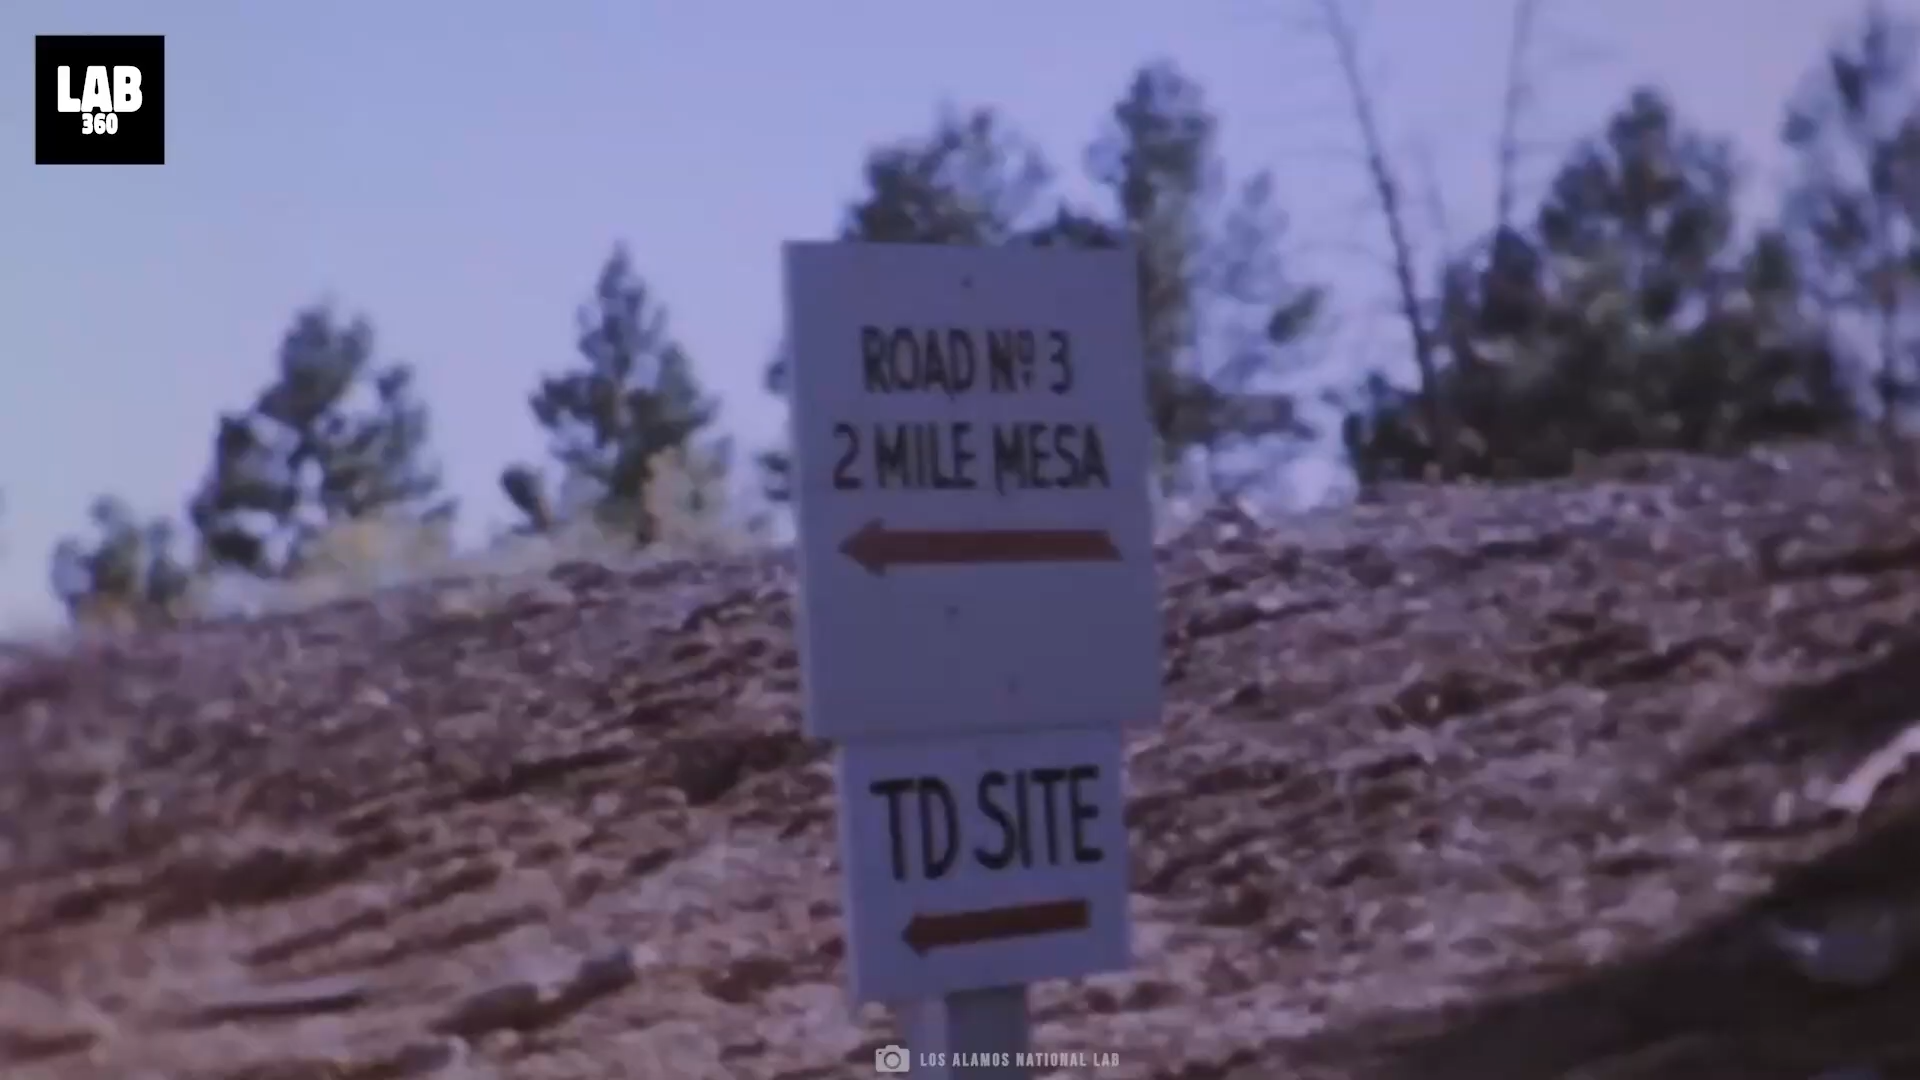 LAB
360
ROAD Nº 3
2 MILE MESA
TD SITE
LOS ALAMOS NATIONAL LAB